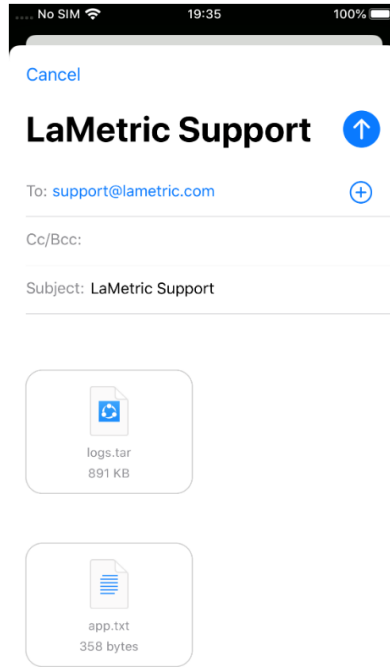 No SIM 19:35 100%
Cancel
LaMetric Support
To: support@lametric.com
Cc/Bcc:
Subject: LaMetric Support
logs.tar
891 KB
app.txt
358 bytes